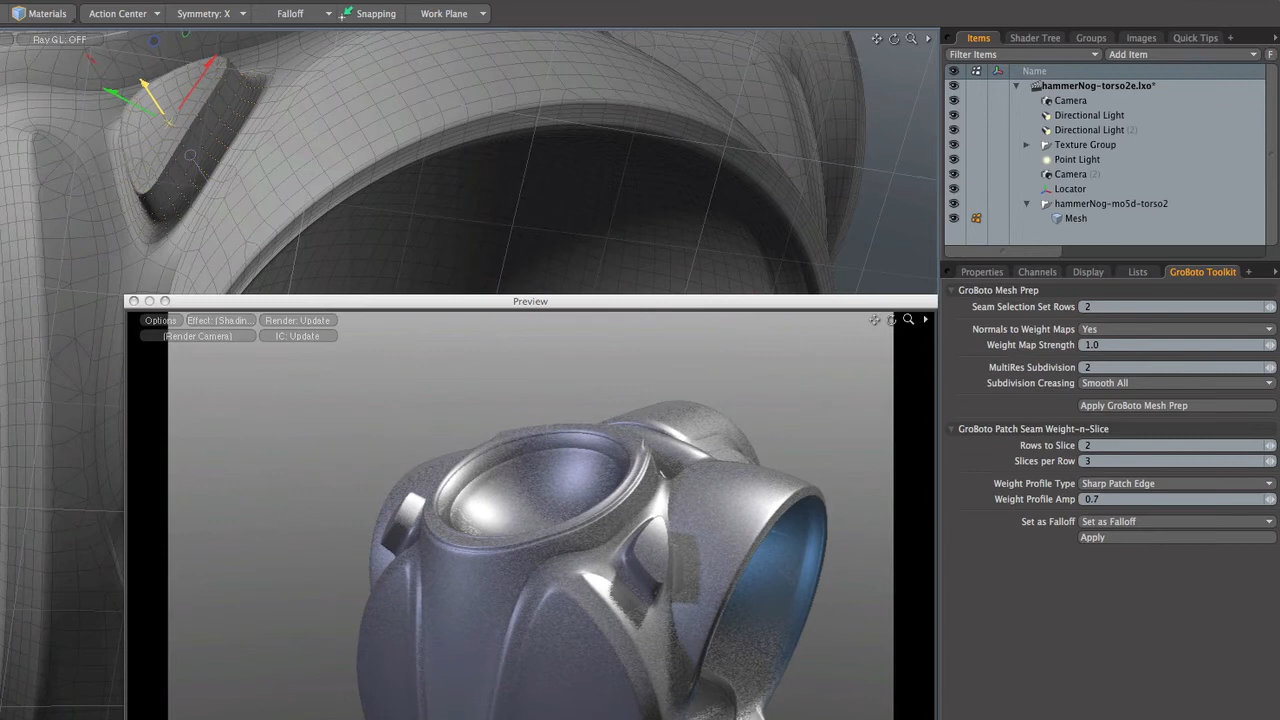 Materials Action Center Symmetry: X Falloff Snapping Work Plane
Ray GL: OFF
Items Shader Tree Groups Images Quick Tips +
Filter Items Add Item F
Name
hammerNog-torso2e.lxo*
Camera
Directional Light
Directional Light (2)
Texture Group
Point Light
Camera (2)
Locator
hammerNog-mo5d-torso2
Mesh
Properties Channels Display Lists GroBoto Toolkit +
GroBoto Mesh Prep
Seam Selection Set Rows 2
Normals to Weight Maps Yes
Weight Map Strength 1.0
MultiRes Subdivision 2
Subdivision Creasing Smooth All
Apply GroBoto Mesh Prep
GroBoto Patch Seam Weight-n-Slice
Rows to Slice 2
Slices per Row 3
Weight Profile Type Sharp Patch Edge
Weight Profile Amp 0.7
Set as Falloff Set as Falloff
Apply
Preview
Options Effect: (Shadin... Render: Update
(Render Camera) IC: Update